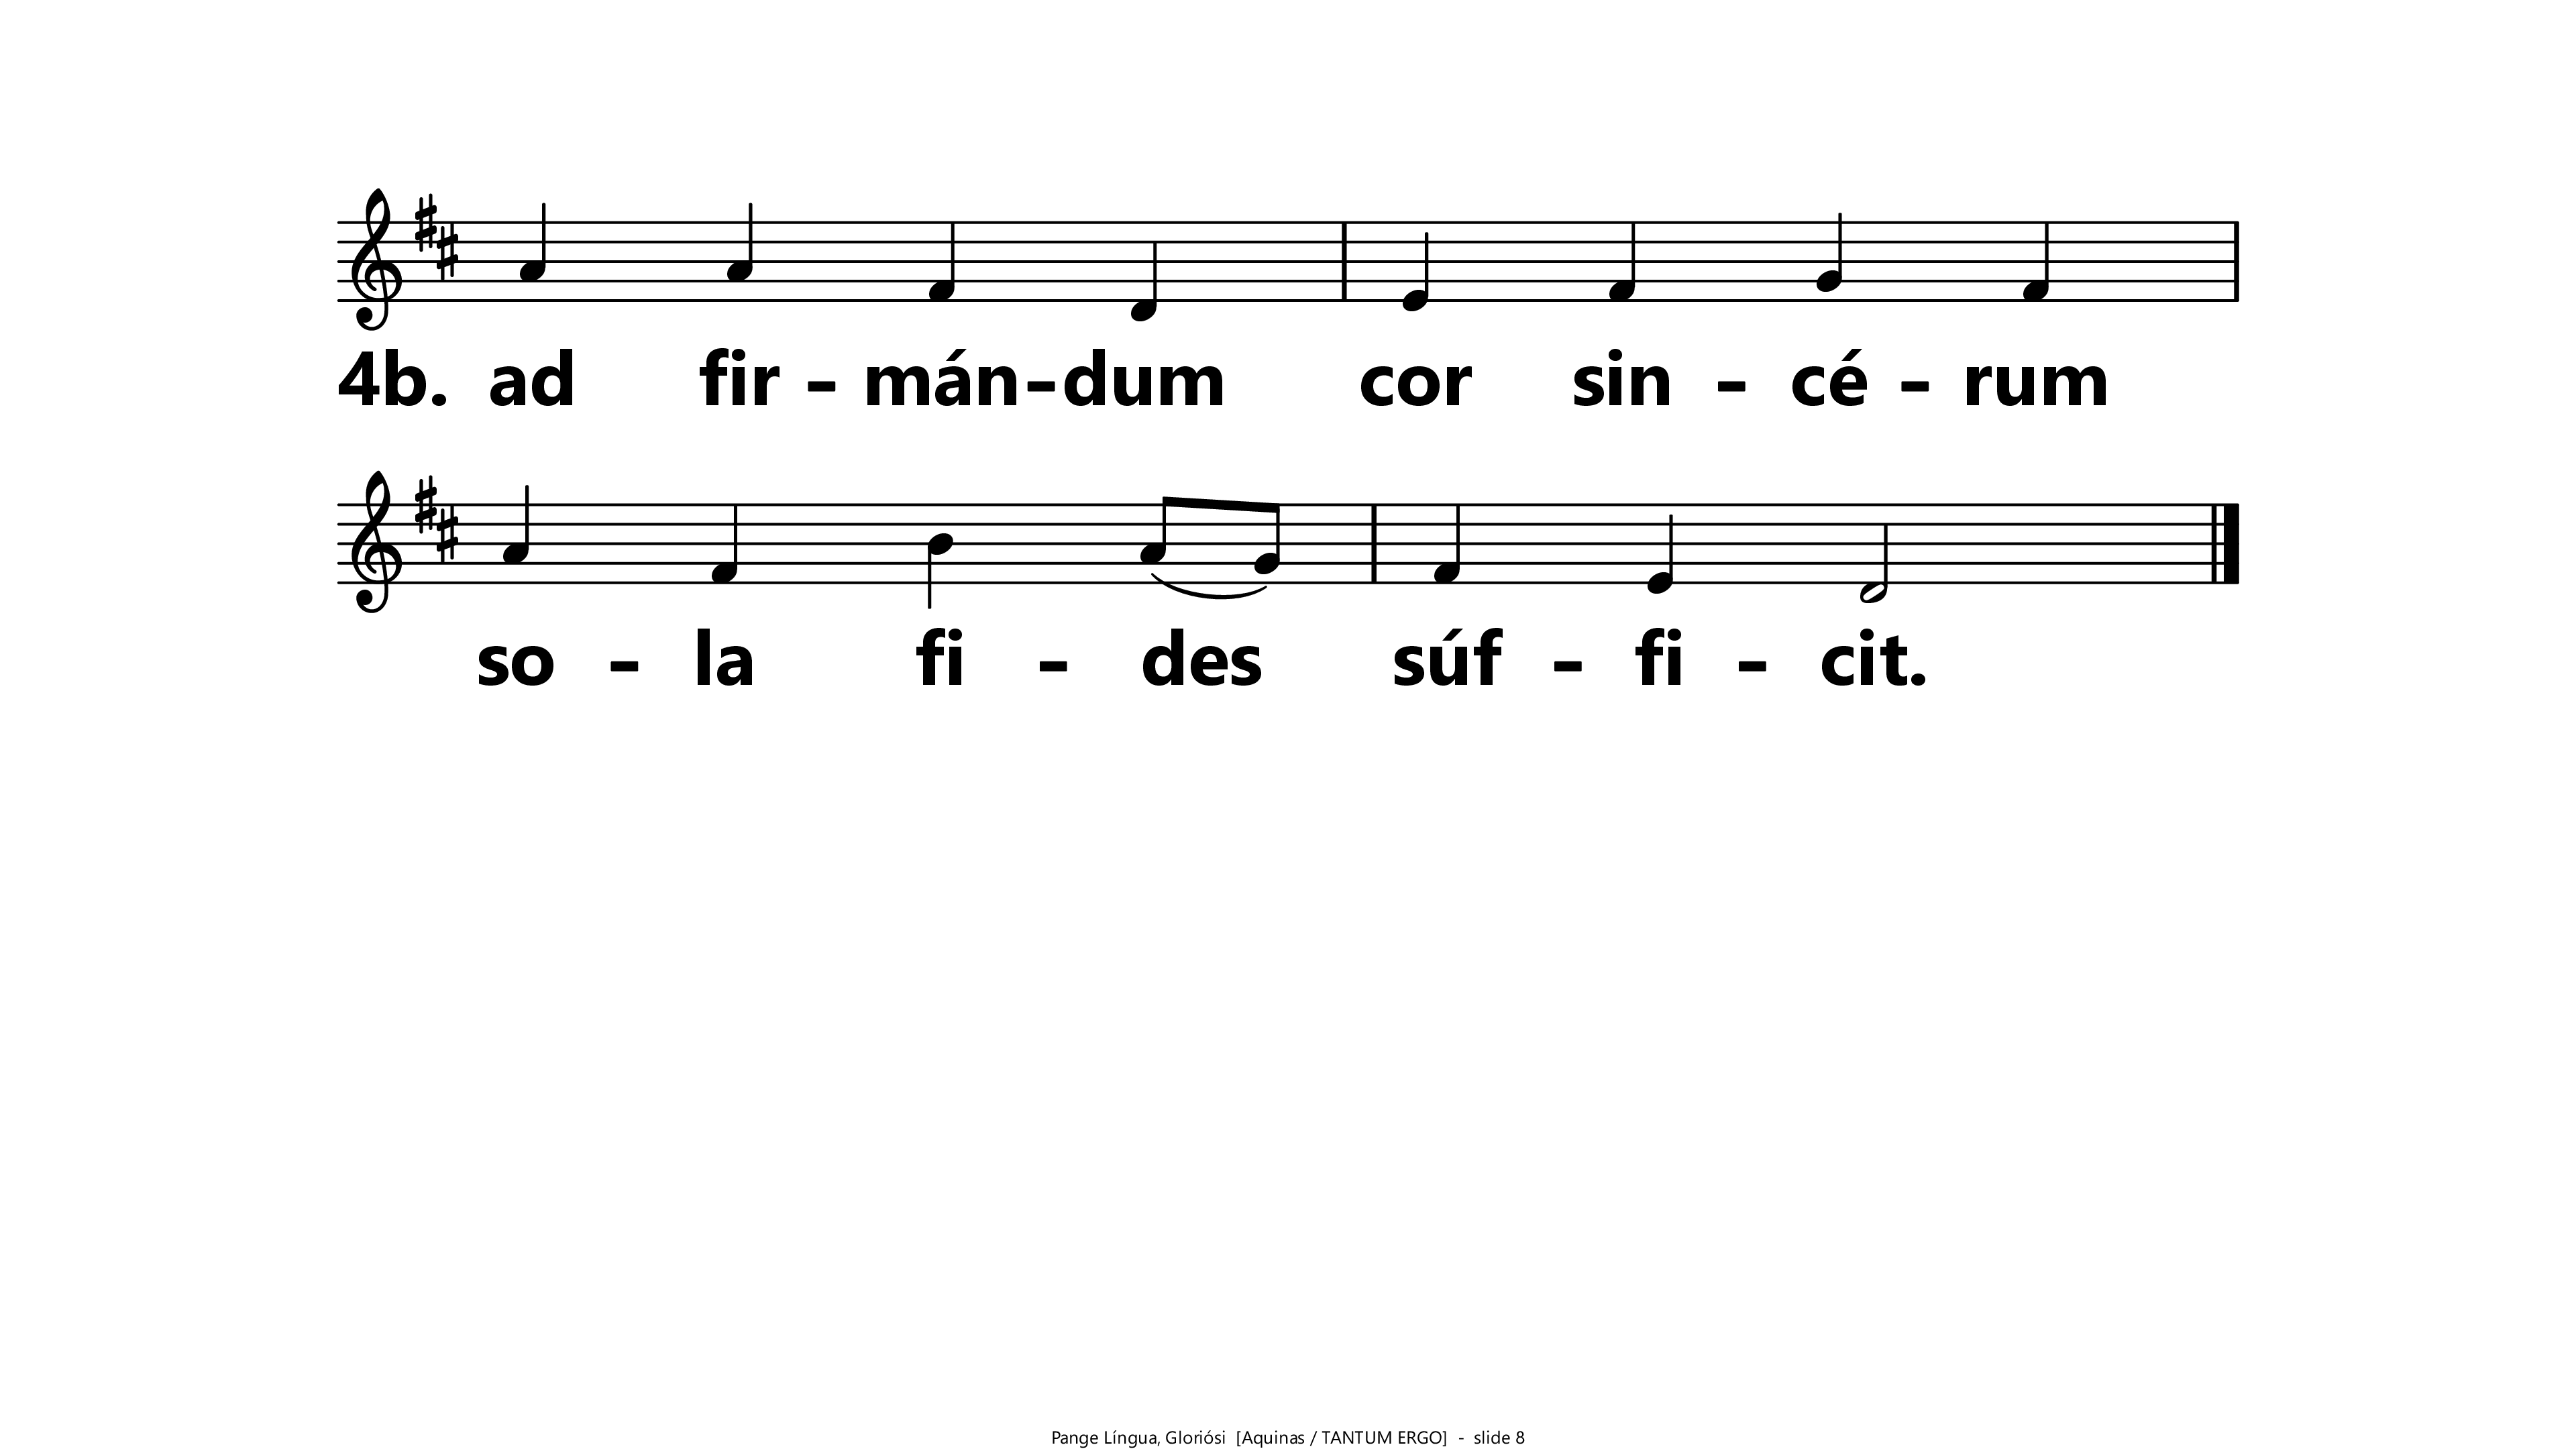 4b. ad fir - mán-dum cor sin - cé - rum
so - la fi - des súf - fi - cit.
Pange Língua, Gloriósi [Aquinas / TANTUM ERGO] - slide 8